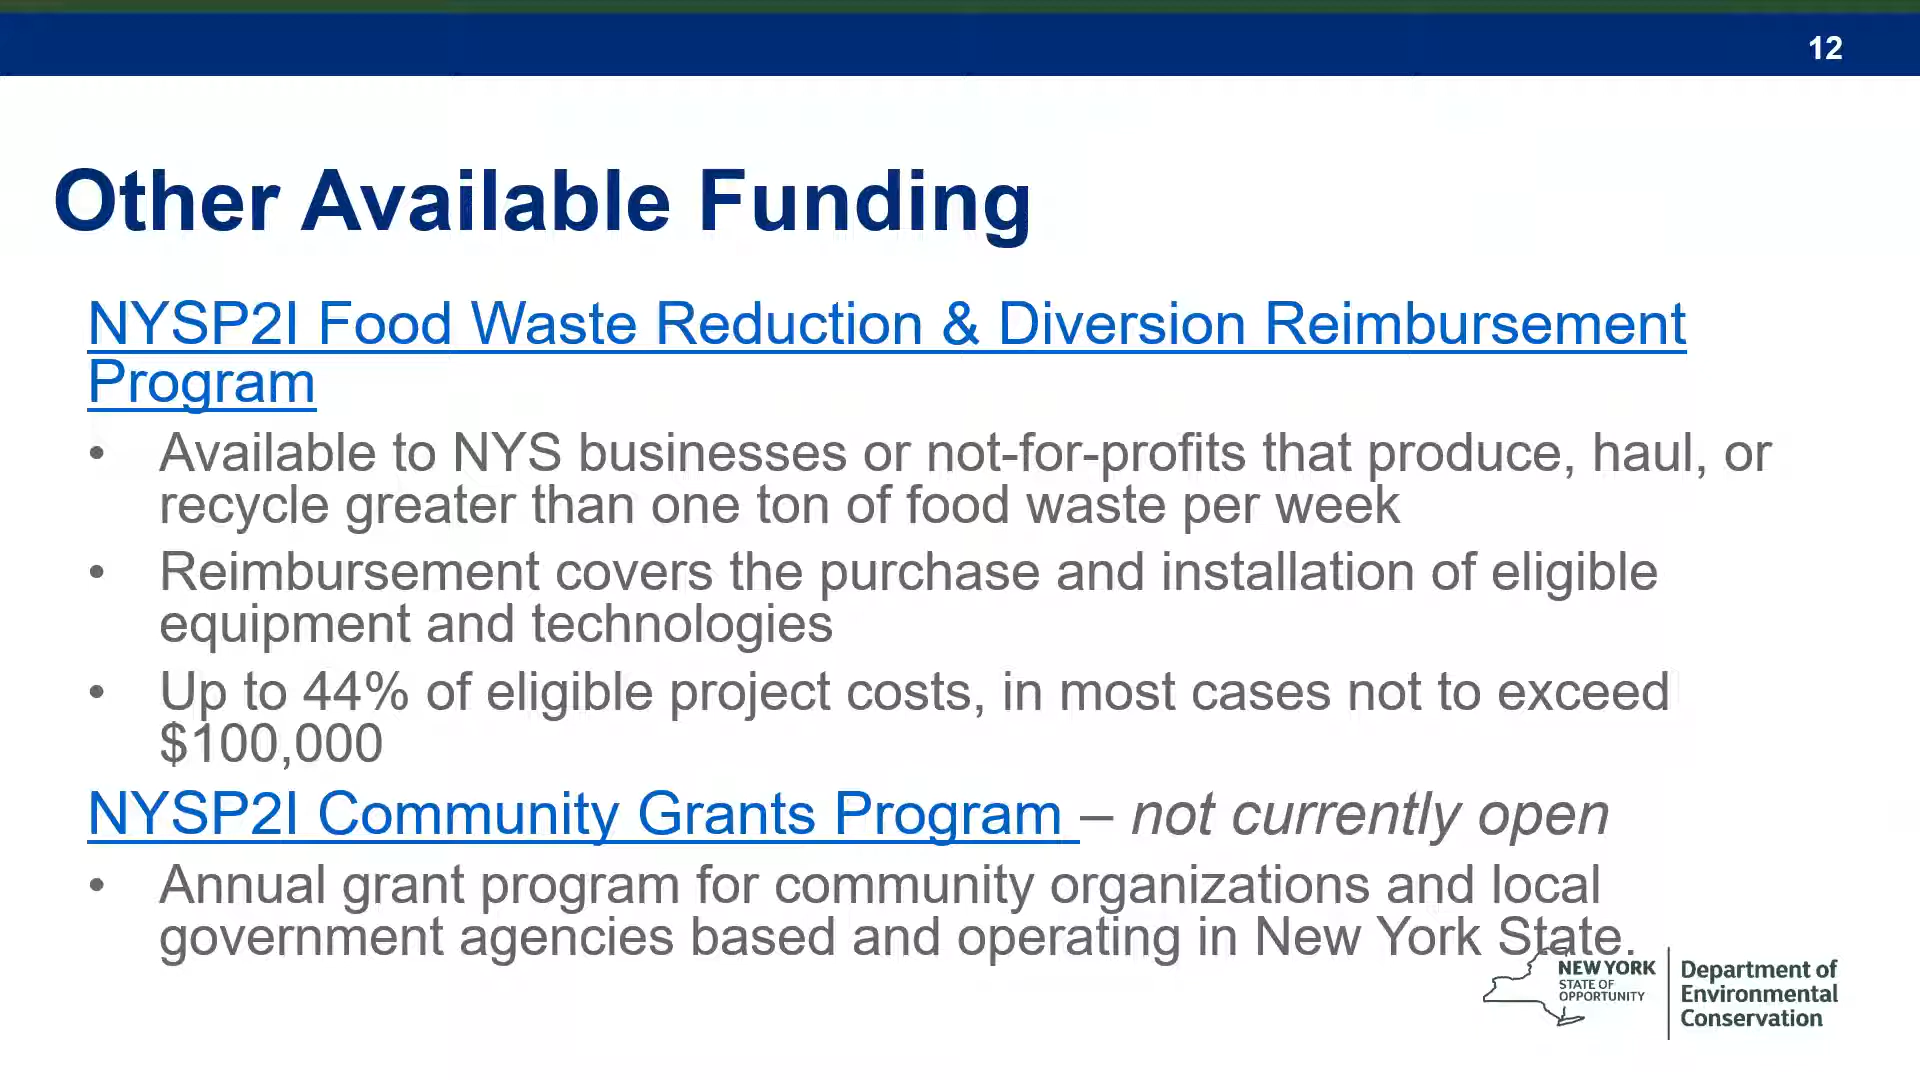 12
Other Available Funding
NYSP2I Food Waste Reduction & Diversion Reimbursement
Program
• Available to NYS businesses or not-for-profits that produce, haul, or
recycle greater than one ton of food waste per week
• Reimbursement covers the purchase and installation of eligible
equipment and technologies
• Up to 44% of eligible project costs, in most cases not to exceed
$100,000
NYSP2I Community Grants Program – not currently open
• Annual grant program for community organizations and local
government agencies based and operating in New York State.
NEW YORK
STATE OF
OPPORTUNITY
Department of
Environmental
Conservation